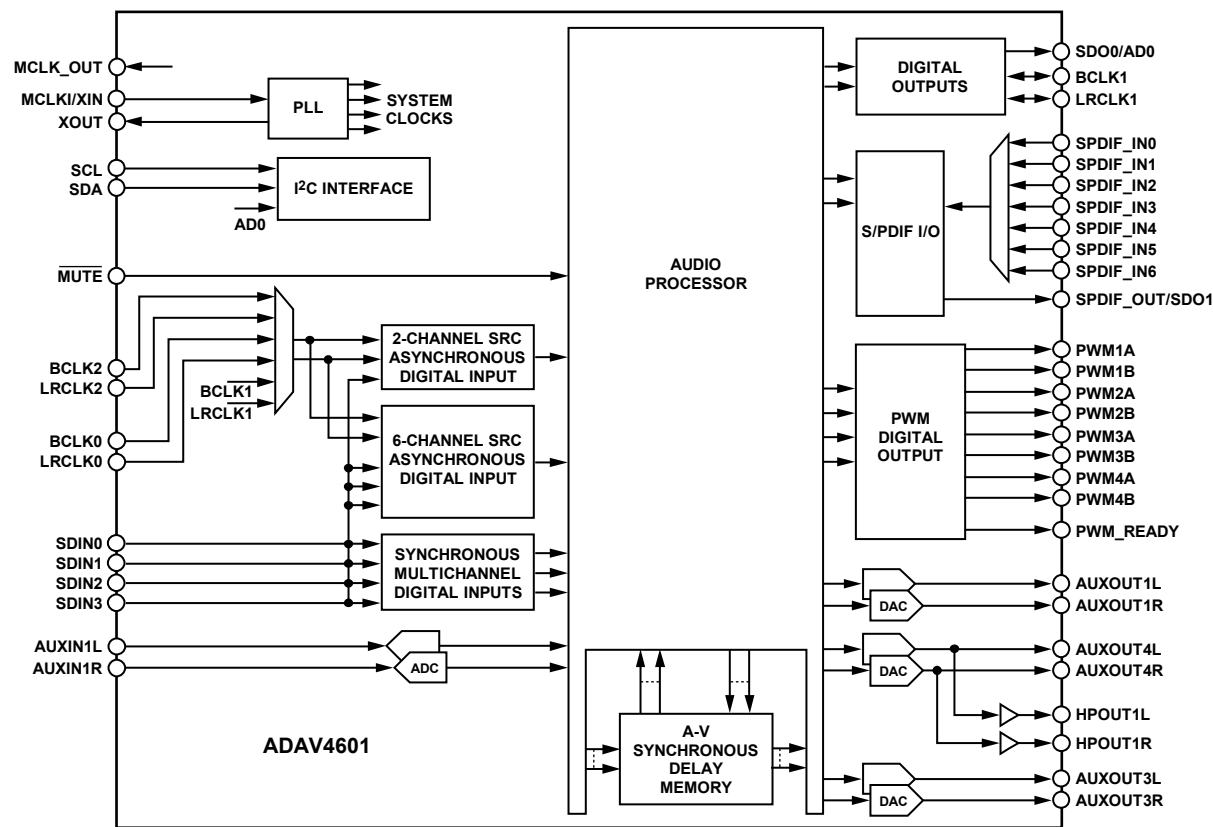 MCLK_OUT
MCLKI/XIN
XOUT
PLL
SYSTEM
CLOCKS
SCL
SDA
I2C INTERFACE
AD0
MUTE
BCLK2
LRCLK2
BCLK1
LRCLK1
BCLK0
LRCLK0
2-CHANNEL SRC
ASYNCHRONOUS
DIGITAL INPUT
6-CHANNEL SRC
ASYNCHRONOUS
DIGITAL INPUT
SDIN0
SDIN1
SDIN2
SDIN3
SYNCHRONOUS
MULTICHANNEL
DIGITAL INPUTS
AUXIN1L
AUXIN1R
ADC
ADAV4601
AUDIO
PROCESSOR
A-V
SYNCHRONOUS
DELAY
MEMORY
DIGITAL
OUTPUTS
SDO0/AD0
BCLK1
LRCLK1
S/PDIF I/O
SPDIF_IN0
SPDIF_IN1
SPDIF_IN2
SPDIF_IN3
SPDIF_IN4
SPDIF_IN5
SPDIF_IN6
SPDIF_OUT/SDO1
PWM
DIGITAL
OUTPUT
PWM1A
PWM1B
PWM2A
PWM2B
PWM3A
PWM3B
PWM4A
PWM4B
PWM_READY
DAC
AUXOUT1L
AUXOUT1R
DAC
AUXOUT4L
AUXOUT4R
HPOUT1L
HPOUT1R
DAC
AUXOUT3L
AUXOUT3R